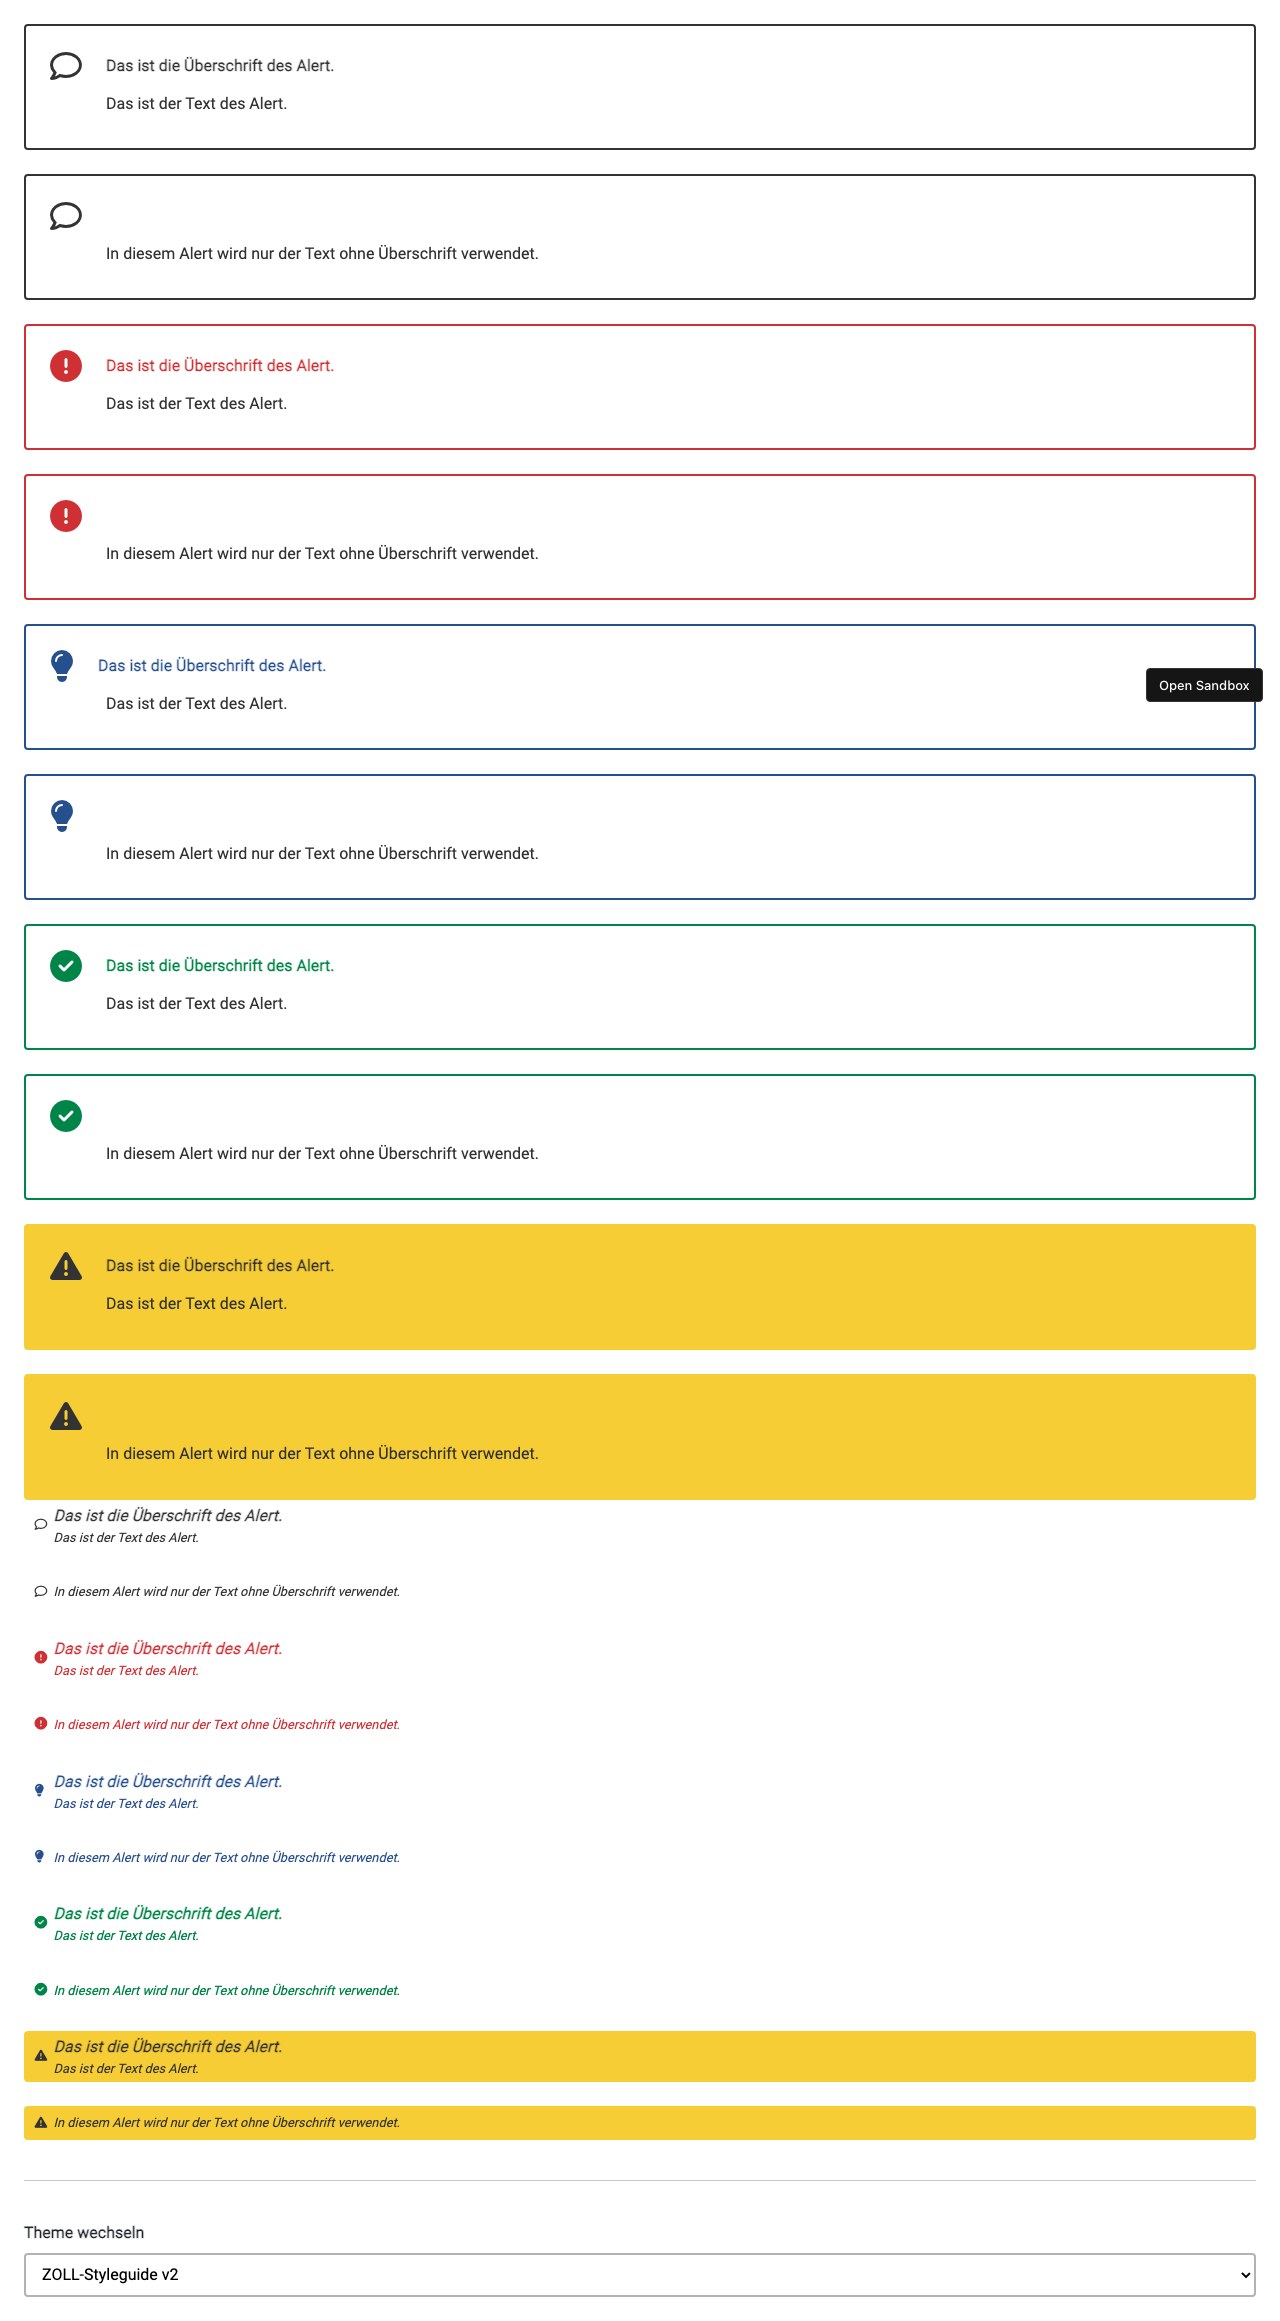 Das ist die Überschrift des Alert.
Das ist der Text des Alert.
In diesem Alert wird nur der Text ohne Überschrift verwendet.
Das ist die Überschrift des Alert.
Das ist der Text des Alert.
In diesem Alert wird nur der Text ohne Überschrift verwendet.
Das ist die Überschrift des Alert.
Open Sandbox
Das ist der Text des Alert.
In diesem Alert wird nur der Text ohne Überschrift verwendet.
Das ist die Überschrift des Alert.
Das ist der Text des Alert.
In diesem Alert wird nur der Text ohne Überschrift verwendet.
Das ist die Überschrift des Alert.
Das ist der Text des Alert.
In diesem Alert wird nur der Text ohne Überschrift verwendet.
Das ist die Überschrift des Alert.
Das ist der Text des Alert.
In diesem Alert wird nur der Text ohne Überschrift verwendet.
Das ist die Überschrift des Alert.
Das ist der Text des Alert.
In diesem Alert wird nur der Text ohne Überschrift verwendet.
Das ist die Überschrift des Alert.
Das ist der Text des Alert.
In diesem Alert wird nur der Text ohne Überschrift verwendet.
Das ist die Überschrift des Alert.
Das ist der Text des Alert.
In diesem Alert wird nur der Text ohne Überschrift verwendet.
Das ist die Überschrift des Alert.
Das ist der Text des Alert.
In diesem Alert wird nur der Text ohne Überschrift verwendet.
Theme wechseln
ZOLL-Styleguide v2